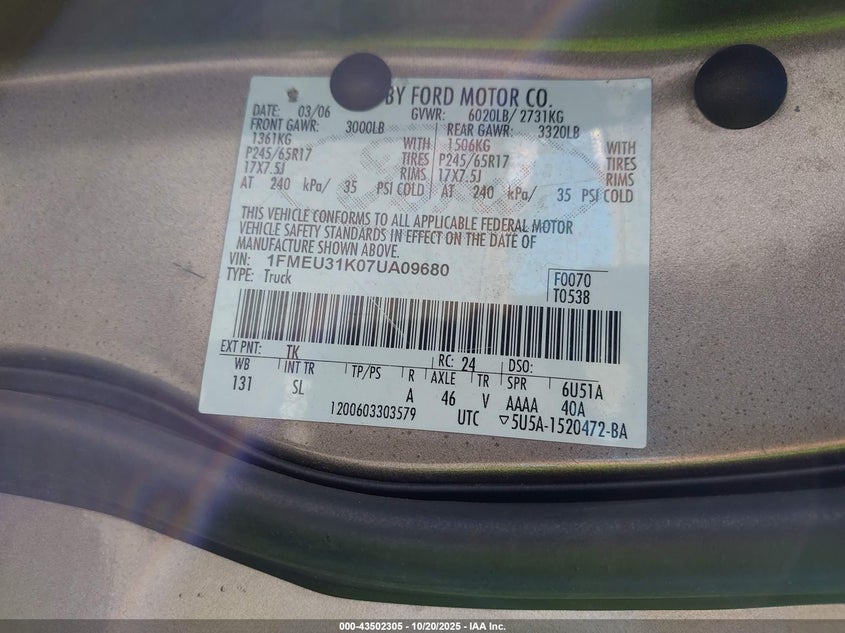 BY FORD MOTOR CO.
DATE: 03/06 GVWR: 6020LB/ 2731KG
FRONT GAWR: 3000LB REAR GAWR: 3320LB
1361KG WITH 1506KG WITH
P245/65R17 TIRES P245/65R17 TIRES
17X7.5J RIMS 17X7.5J RIMS
AT 240 kPa/ 35 PSI COLD AT 240 kPa/ 35 PSI COLD
THIS VEHICLE CONFORMS TO ALL APPLICABLE FEDERAL MOTOR
VEHICLE SAFETY STANDARDS IN EFFECT ON THE DATE OF
MANUFACTURE SHOWN ABOVE.
VIN: 1FMEU31K07UA09680
TYPE: Truck
F0070
T0538
EXT PNT: TK RC: 24 DSO:
WB INT TR TP/PS R AXLE TR SPR 6U51A
131 SL A 46 V AAAA 40A
1200603303579 UTC ▽5U5A-1520472-BA
000-43502305 - 10/20/2025 - IAA Inc.